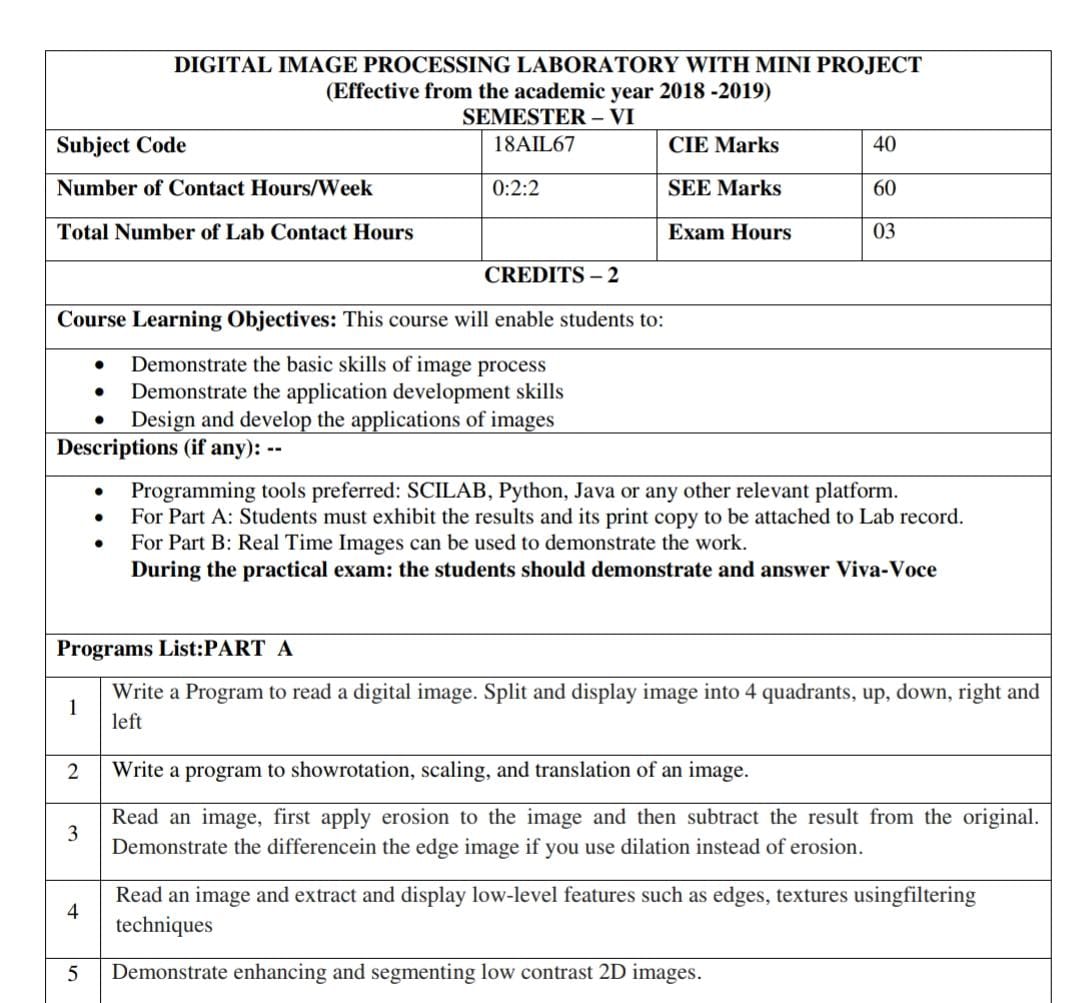 DIGITAL IMAGE PROCESSING LABORATORY WITH MINI PROJECT
(Effective from the academic year 2018 -2019)
SEMESTER – VI
Subject Code 18AIL67 CIE Marks 40
Number of Contact Hours/Week 0:2:2 SEE Marks 60
Total Number of Lab Contact Hours Exam Hours 03
CREDITS – 2
Course Learning Objectives: This course will enable students to:
• Demonstrate the basic skills of image process
• Demonstrate the application development skills
• Design and develop the applications of images
Descriptions (if any): --
• Programming tools preferred: SCILAB, Python, Java or any other relevant platform.
• For Part A: Students must exhibit the results and its print copy to be attached to Lab record.
• For Part B: Real Time Images can be used to demonstrate the work.
During the practical exam: the students should demonstrate and answer Viva-Voce
Programs List:PART A
1 Write a Program to read a digital image. Split and display image into 4 quadrants, up, down, right and
left
2 Write a program to showrotation, scaling, and translation of an image.
3 Read an image, first apply erosion to the image and then subtract the result from the original.
Demonstrate the differencein the edge image if you use dilation instead of erosion.
4 Read an image and extract and display low-level features such as edges, textures usingfiltering
techniques
5 Demonstrate enhancing and segmenting low contrast 2D images.